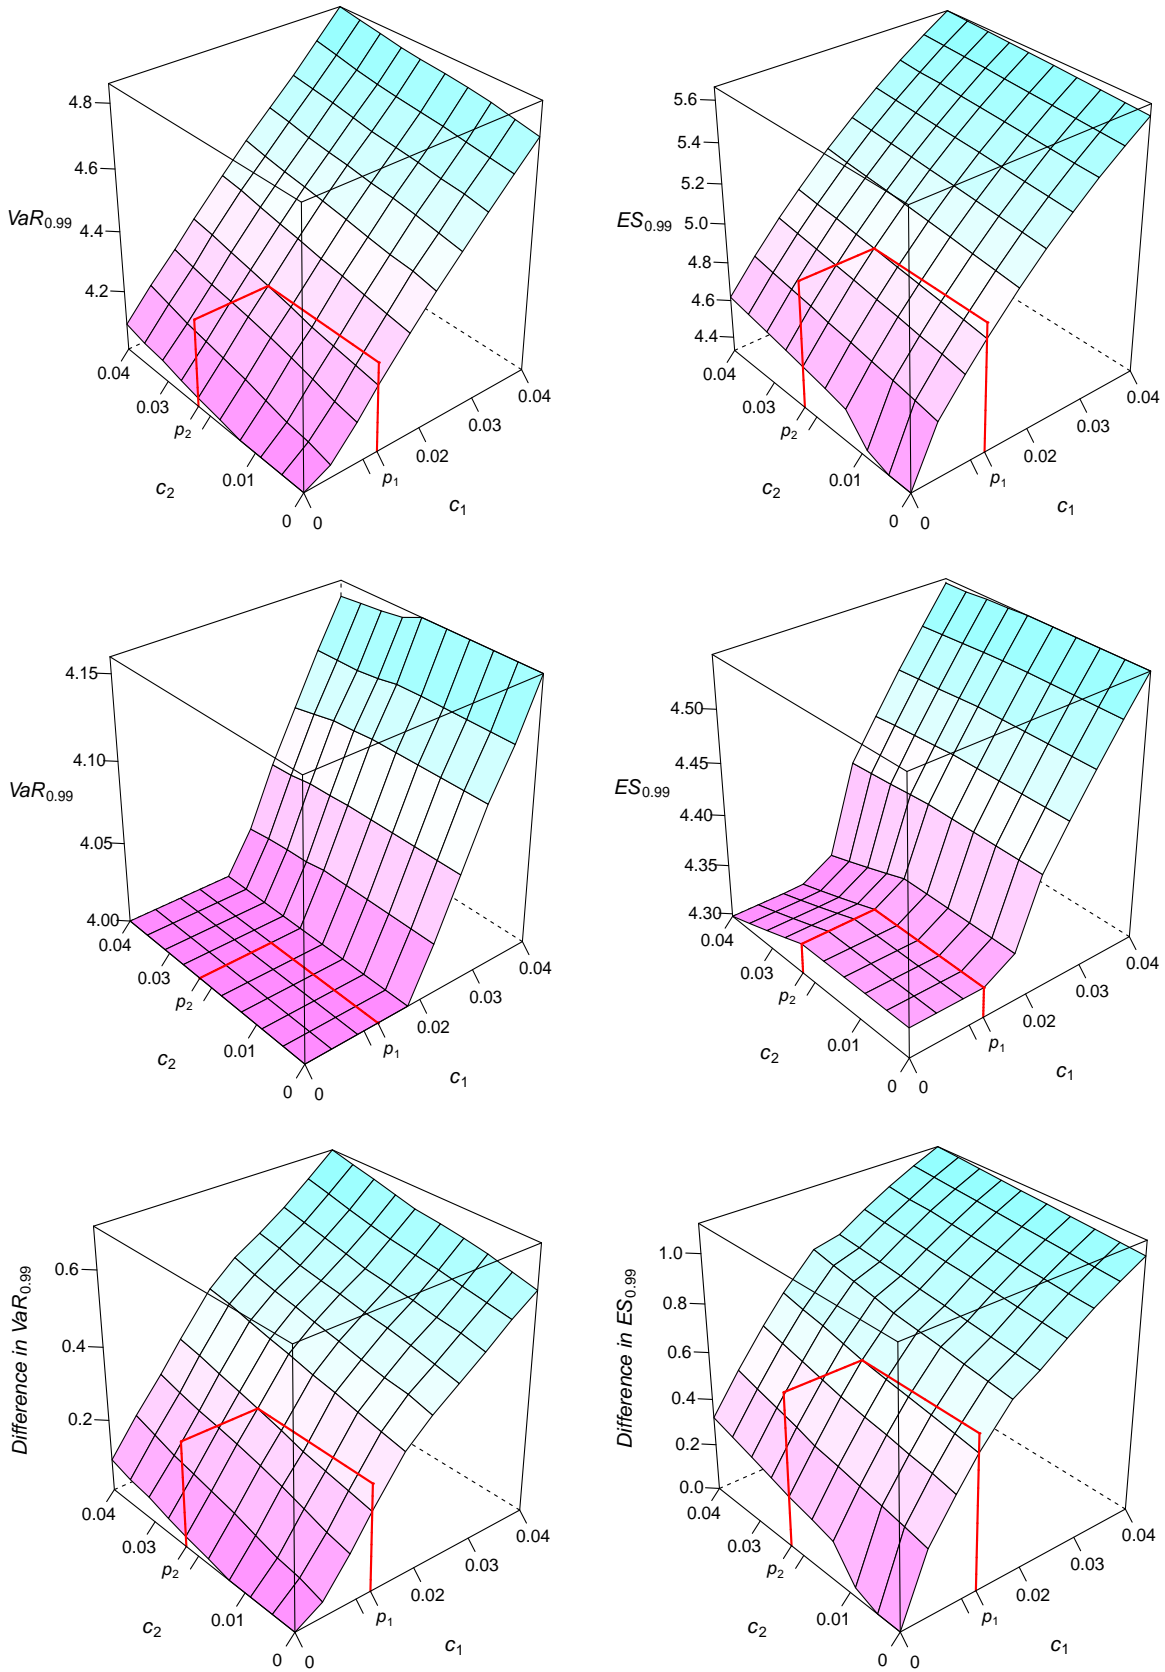 4.8
4.6
VaR0.99
4.4
4.2
0.04
0.03
p2
0.01
c2
0 0
p1
0.02
0.03
0.04
c1
5.6
5.4
5.2
ES0.99
5.0
4.8
4.6
4.4
0.04
0.03
p2
0.01
c2
0 0
p1
0.02
0.03
0.04
c1
4.15
4.10
VaR0.99
4.05
4.00
0.04
0.03
p2
0.01
c2
0 0
p1
0.02
0.03
0.04
c1
4.50
4.45
ES0.99
4.40
4.35
4.30
0.04
0.03
p2
0.01
c2
0 0
p1
0.02
0.03
0.04
c1
Difference in VaR0.99
0.6
0.4
0.2
0.04
0.03
p2
0.01
c2
0 0
p1
0.02
0.03
0.04
c1
Difference in ES0.99
1.0
0.8
0.6
0.4
0.2
0.0
0.04
0.03
p2
0.01
c2
0 0
p1
0.02
0.03
0.04
c1